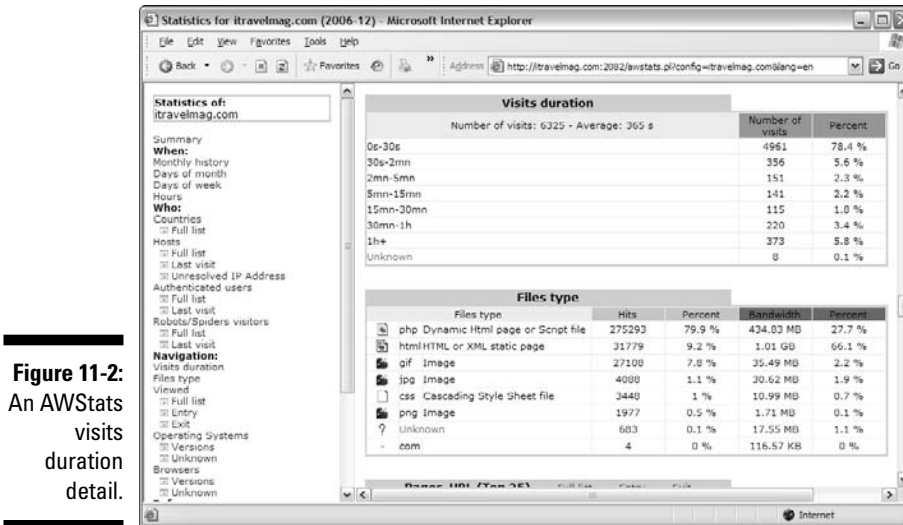 Statistics for itravelmag.com (2006-12) - Microsoft Internet Explorer
File Edit View Favorites Tools Help
Back Favorites » Address http://itravelmag.com:2082/awstats.pl?config=itravelmag.com&lang=en Go
Statistics of:
itravelmag.com
Summary
When:
Monthly history
Days of month
Days of week
Hours
Who:
Countries
Full list
Hosts
Full list
Last visit
Unresolved IP Address
Authenticated users
Full list
Last visit
Robots/Spiders visitors
Full list
Last visit
Navigation:
Visits duration
Files type
Viewed
Full list
Entry
Exit
Operating Systems
Versions
Unknown
Browsers
Versions
Unknown
Visits duration
Number of visits: 6325 - Average: 365 s Number of visits Percent
0s-30s 4961 78.4 %
30s-2mn 356 5.6 %
2mn-5mn 151 2.3 %
5mn-15mn 141 2.2 %
15mn-30mn 115 1.8 %
30mn-1h 220 3.4 %
1h+ 373 5.8 %
Unknown 8 0.1 %
Files type
Files type Hits Percent Bandwidth Percent
php Dynamic Html page or Script file 275293 79.9 % 434.83 MB 27.7 %
html HTML or XML static page 31779 9.2 % 1.01 GB 66.1 %
gif Image 27108 7.8 % 35.49 MB 2.2 %
jpg Image 4088 1.1 % 30.62 MB 1.9 %
css Cascading Style Sheet file 3448 1 % 10.99 MB 0.7 %
png Image 1977 0.5 % 1.71 MB 0.1 %
? Unknown 683 0.1 % 17.55 MB 1.1 %
- com 4 0 % 116.57 KB 0 %
Pages-URL (Top 25) Full list Entry Exit
Internet
Figure 11-2:
An AWStats
visits
duration
detail.